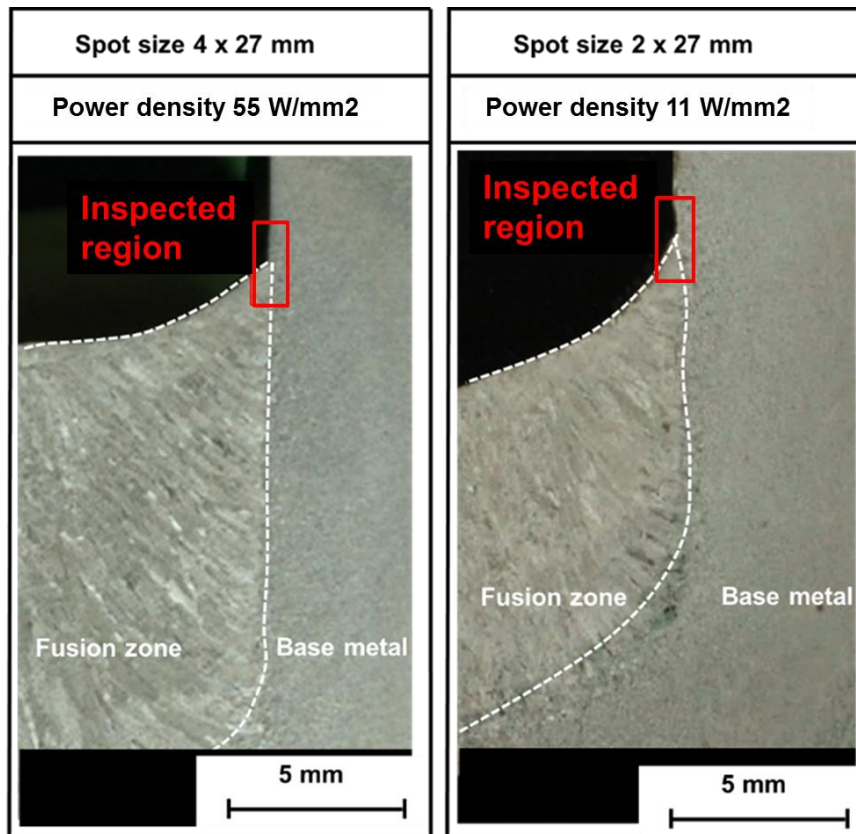 Spot size 4 x 27 mm
Power density 55 W/mm2
Inspected
region
Fusion zone
Base metal
5 mm
Spot size 2 x 27 mm
Power density 11 W/mm2
Inspected
region
Fusion zone
Base metal
5 mm